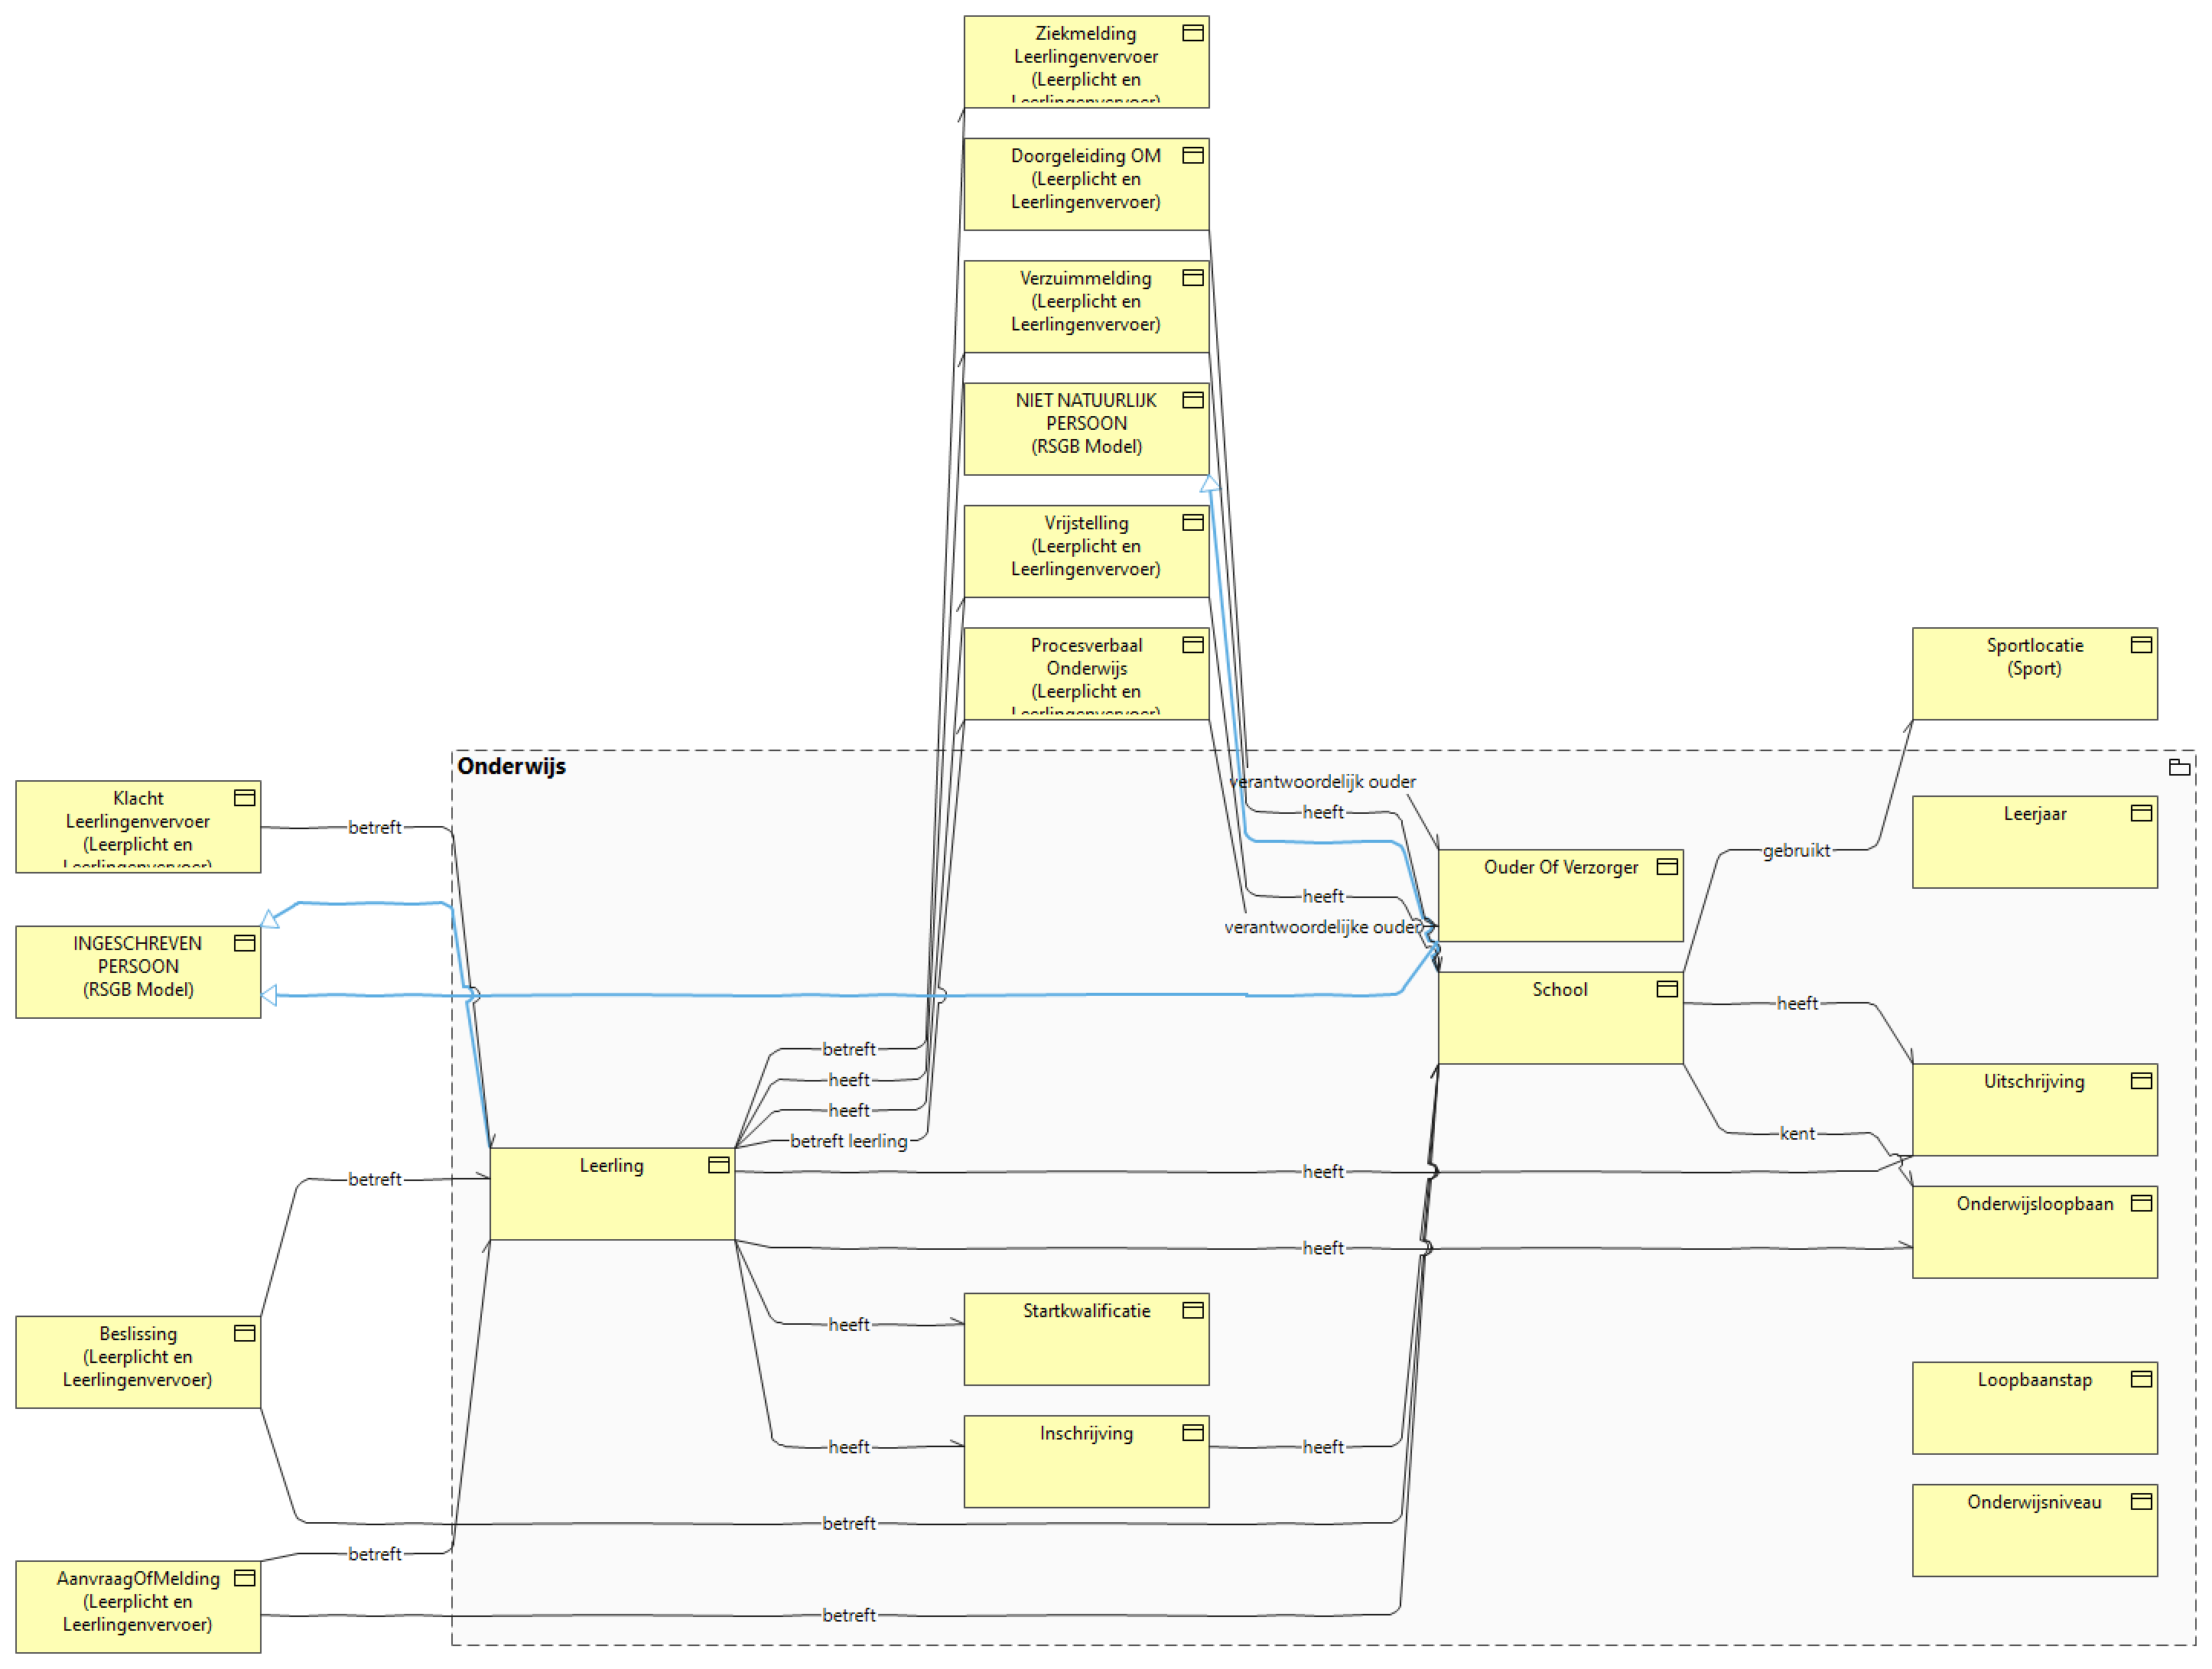 Ziekmelding
Leerlingenvervoer
(Leerplicht en
Leerlingenvervoer)
Doorgeleiding OM
(Leerplicht en
Leerlingenvervoer)
Verzuimmelding
(Leerplicht en
Leerlingenvervoer)
NIET NATUURLIJK
PERSOON
(RSGB Model)
Vrijstelling
(Leerplicht en
Leerlingenvervoer)
Procesverbaal
Onderwijs
(Leerplicht en
Leerlingenvervoer)
Sportlocatie
(Sport)
Onderwijs
Klacht
Leerlingenvervoer
(Leerplicht en
Leerlingenvervoer)
betreft
verantwoordelijk ouder
heeft
Leerjaar
gebruikt
Ouder Of Verzorger
heeft
verantwoordelijke ouder
INGESCHREVEN
PERSOON
(RSGB Model)
School
heeft
betreft
heeft
heeft
betreft leerling
Uitschrijving
kent
Leerling
betreft
heeft
Onderwijsloopbaan
heeft
Startkwalificatie
heeft
Beslissing
(Leerplicht en
Leerlingenvervoer)
Loopbaanstap
Inschrijving
heeft
heeft
Onderwijsniveau
betreft
betreft
AanvraagOfMelding
(Leerplicht en
Leerlingenvervoer)
betreft